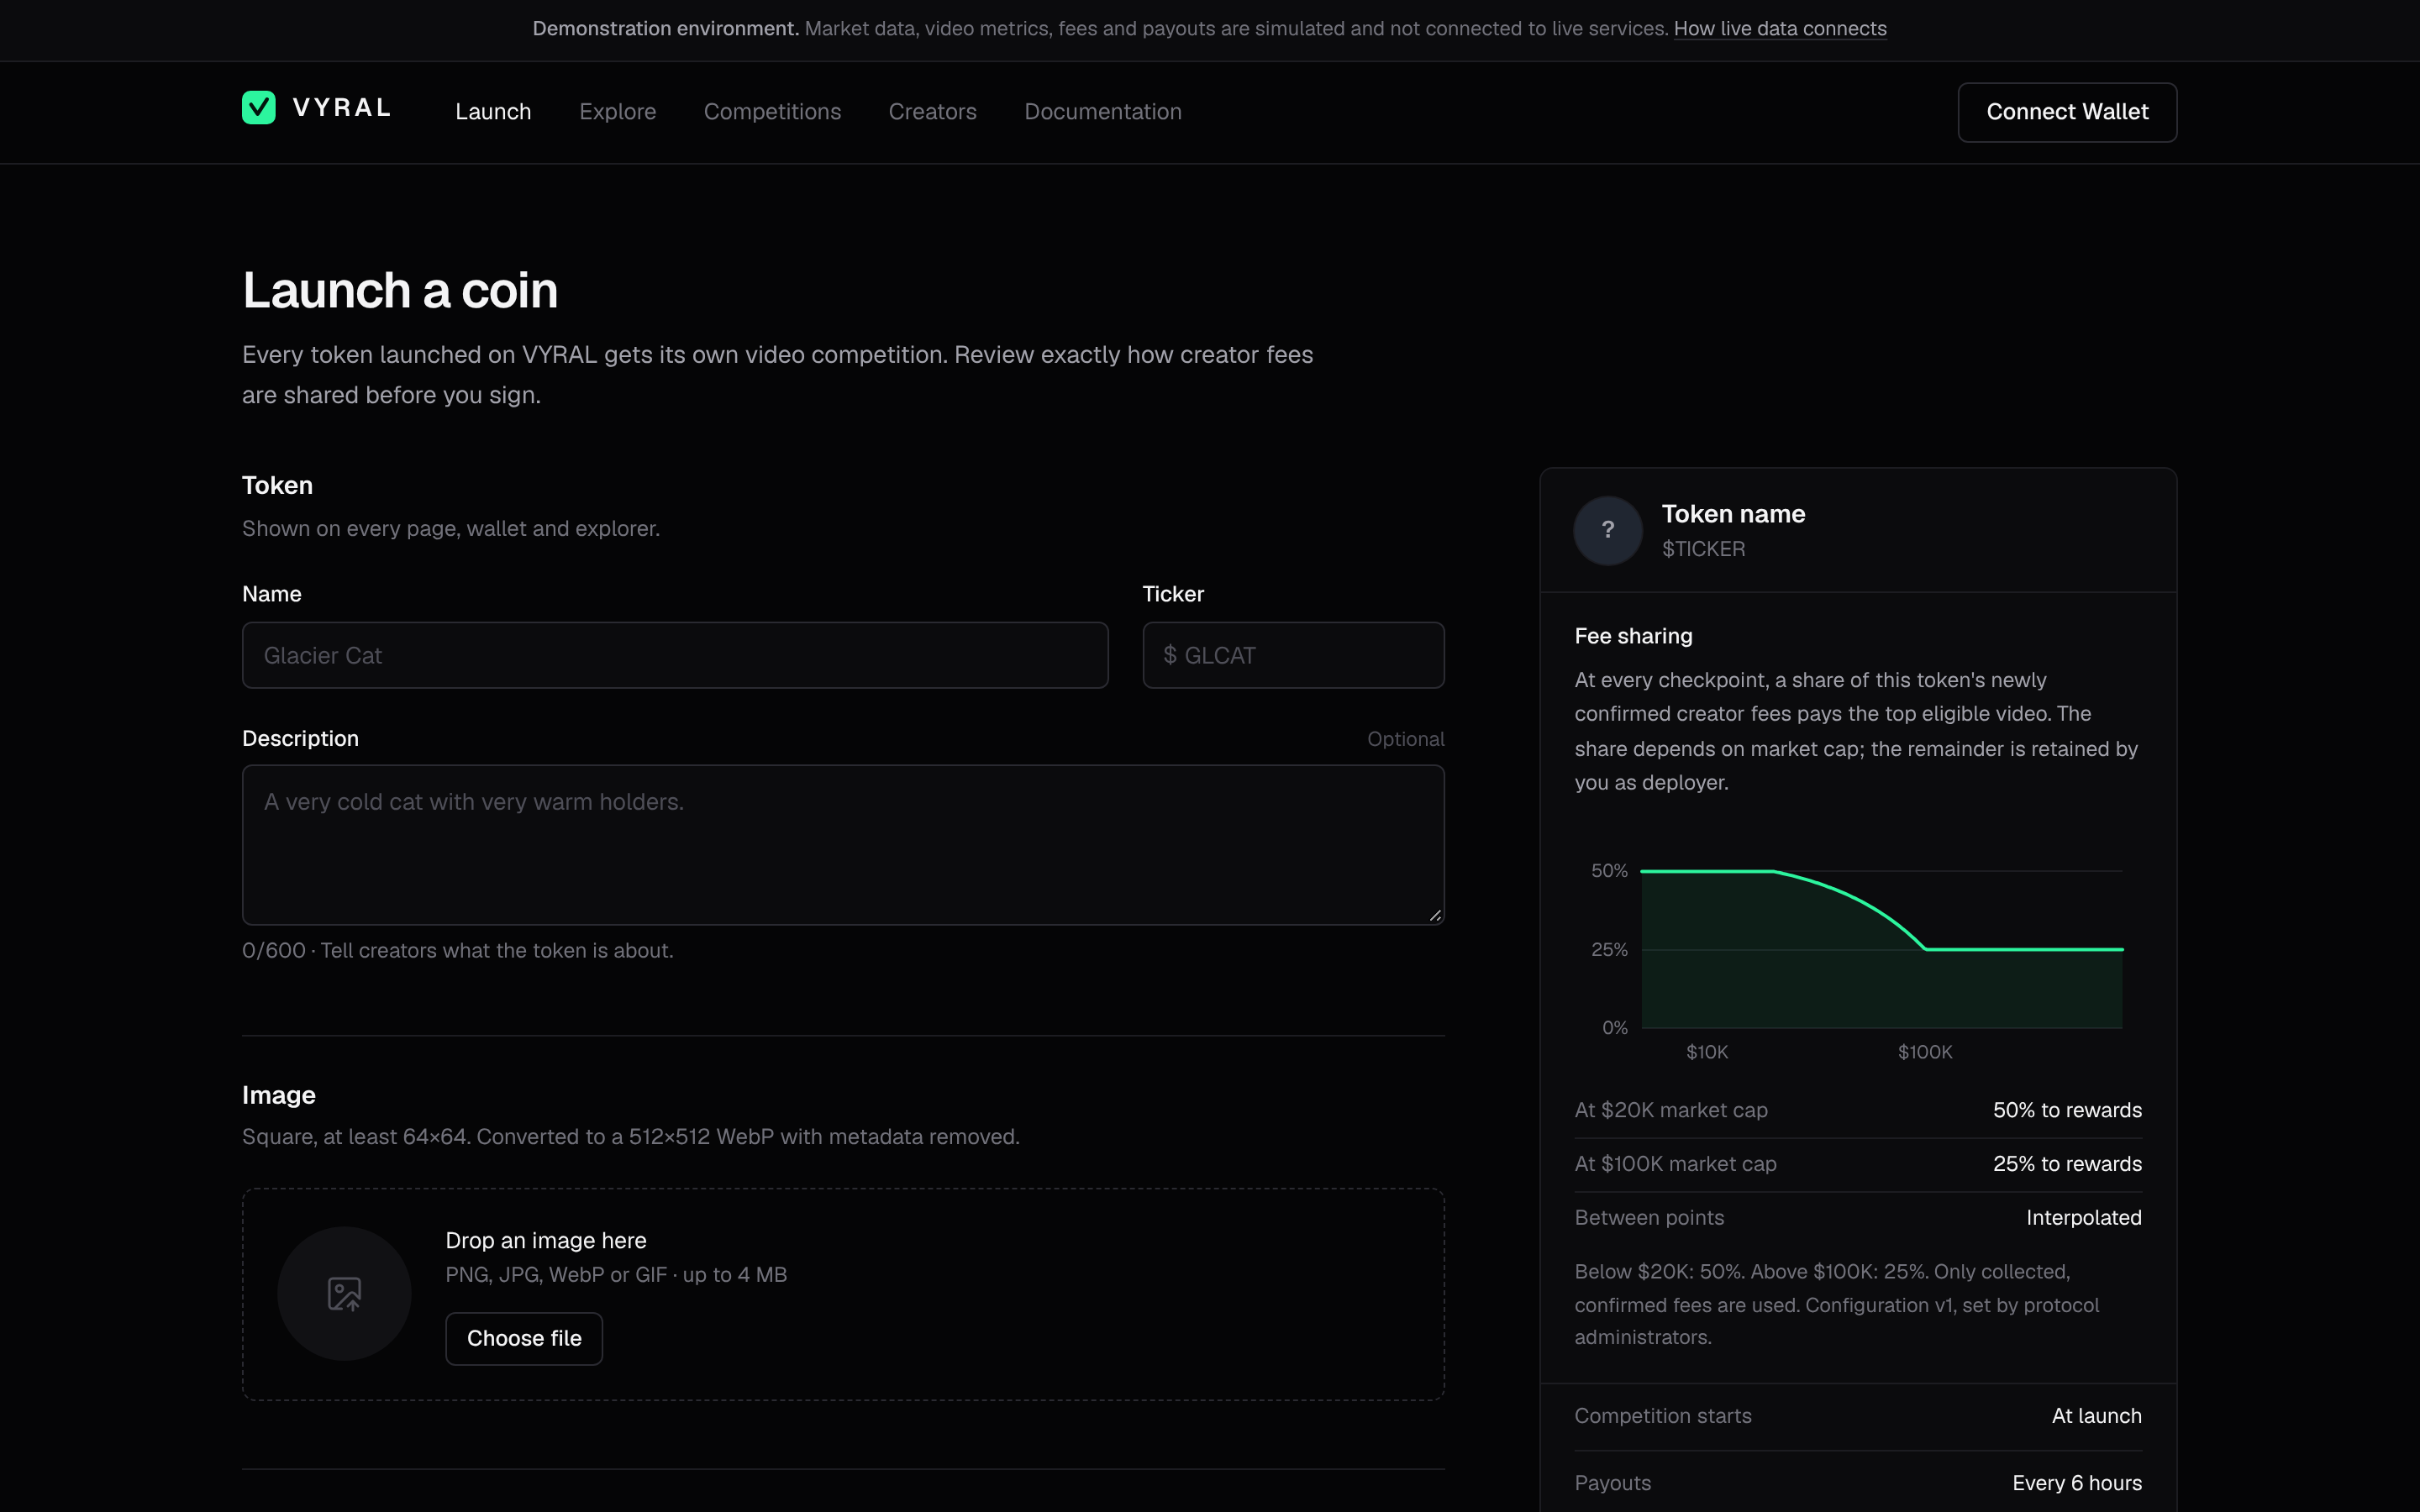 Demonstration environment. Market data, video metrics, fees and payouts are simulated and not connected to live services. How live data connects
VYRAL
Launch
Explore
Competitions
Creators
Documentation
Connect Wallet
Launch a coin
Every token launched on VYRAL gets its own video competition. Review exactly how creator fees
are shared before you sign.
Token
Shown on every page, wallet and explorer.
Name
Ticker
Glacier Cat
$ GLCAT
Description
Optional
A very cold cat with very warm holders.
0/600 · Tell creators what the token is about.
Image
Square, at least 64×64. Converted to a 512×512 WebP with metadata removed.
Drop an image here
PNG, JPG, WebP or GIF · up to 4 MB
Choose file
?
Token name
$TICKER
Fee sharing
At every checkpoint, a share of this token's newly
confirmed creator fees pays the top eligible video. The
share depends on market cap; the remainder is retained by
you as deployer.
50%
25%
0%
$10K
$100K
At $20K market cap
50% to rewards
At $100K market cap
25% to rewards
Between points
Interpolated
Below $20K: 50%. Above $100K: 25%. Only collected,
confirmed fees are used. Configuration v1, set by protocol
administrators.
Competition starts
At launch
Payouts
Every 6 hours